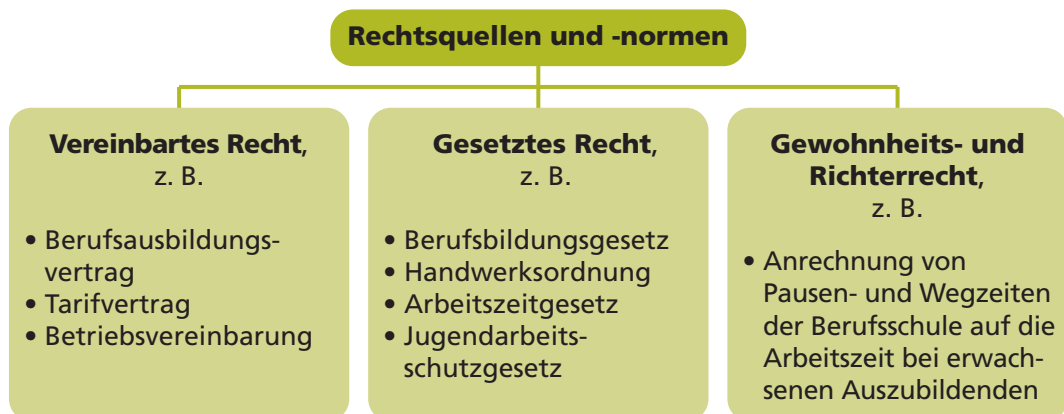 Rechtsquellen und -normen
Vereinbartes Recht,
z. B.
• Berufsausbildungs-
vertrag
• Tarifvertrag
• Betriebsvereinbarung
Gesetztes Recht,
z. B.
• Berufsbildungsgesetz
• Handwerksordnung
• Arbeitszeitgesetz
• Jugendarbeits-
schutzgesetz
Gewohnheits- und
Richterrecht,
z. B.
• Anrechnung von
Pausen- und Wegzeiten
der Berufsschule auf die
Arbeitszeit bei erwach-
senen Auszubildenden